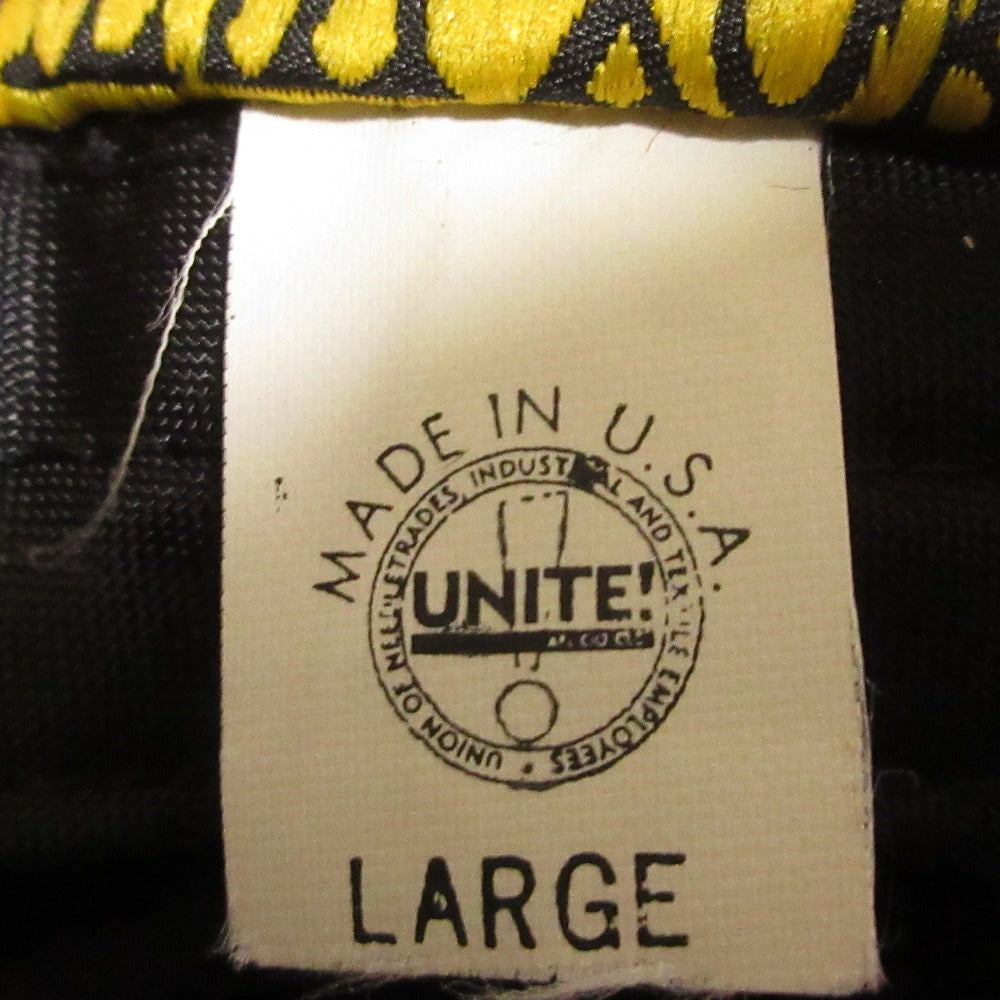 MADE IN U.S.A.
UNION OF NEEDLETRADES, INDUSTRIAL AND TEXTILE EMPLOYEES •
UNITE!
LARGE